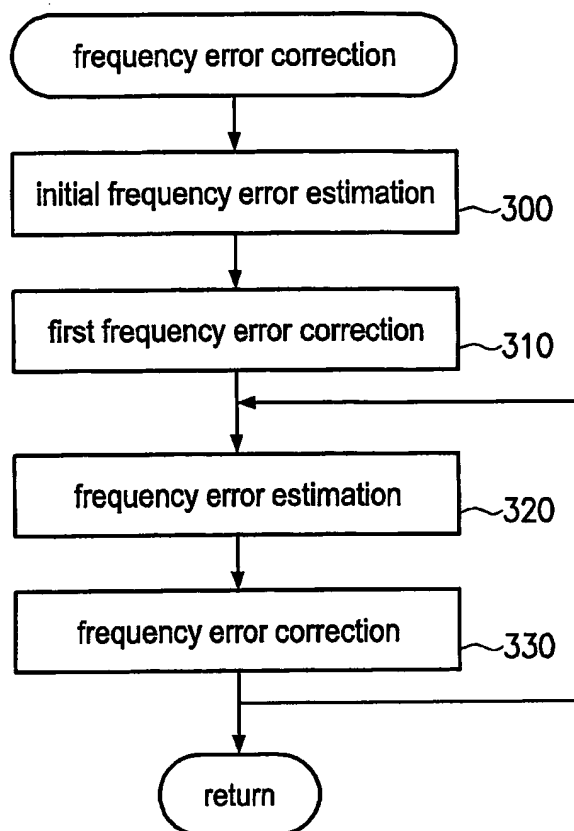 frequency error correction
initial frequency error estimation
300
first frequency error correction
310
frequency error estimation
320
frequency error correction
330
return